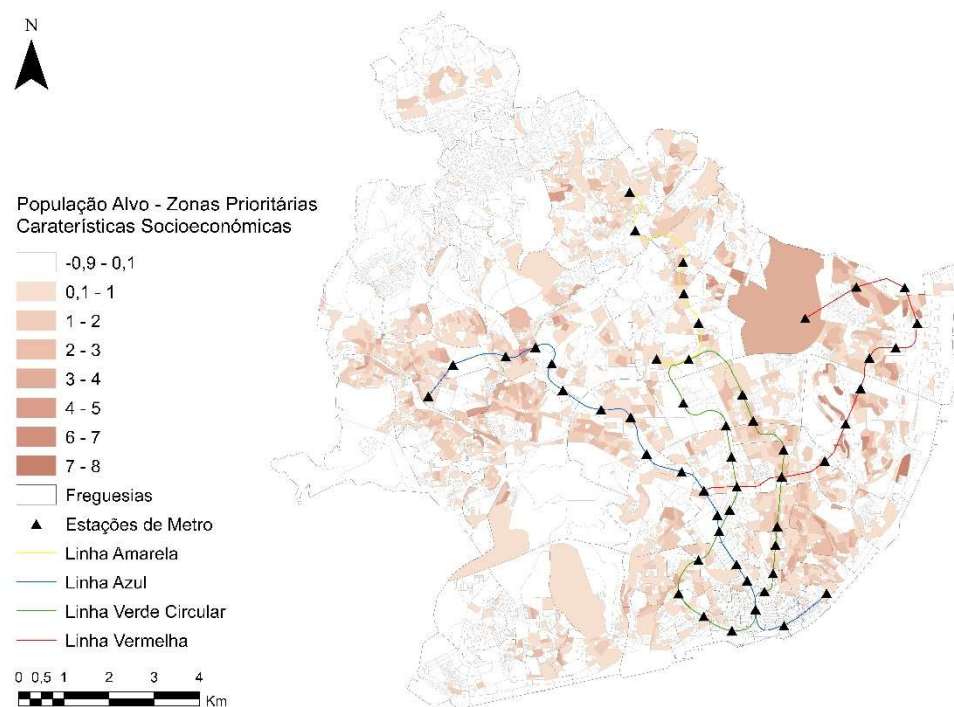 N
População Alvo - Zonas Prioritárias
Caraterísticas Socioeconómicas
-0,9 - 0,1
0,1 - 1
1 - 2
2 - 3
3 - 4
4 - 5
6 - 7
7 - 8
Freguesias
Estações de Metro
Linha Amarela
Linha Azul
Linha Verde Circular
Linha Vermelha
0 0,5 1 2 3 4
Km